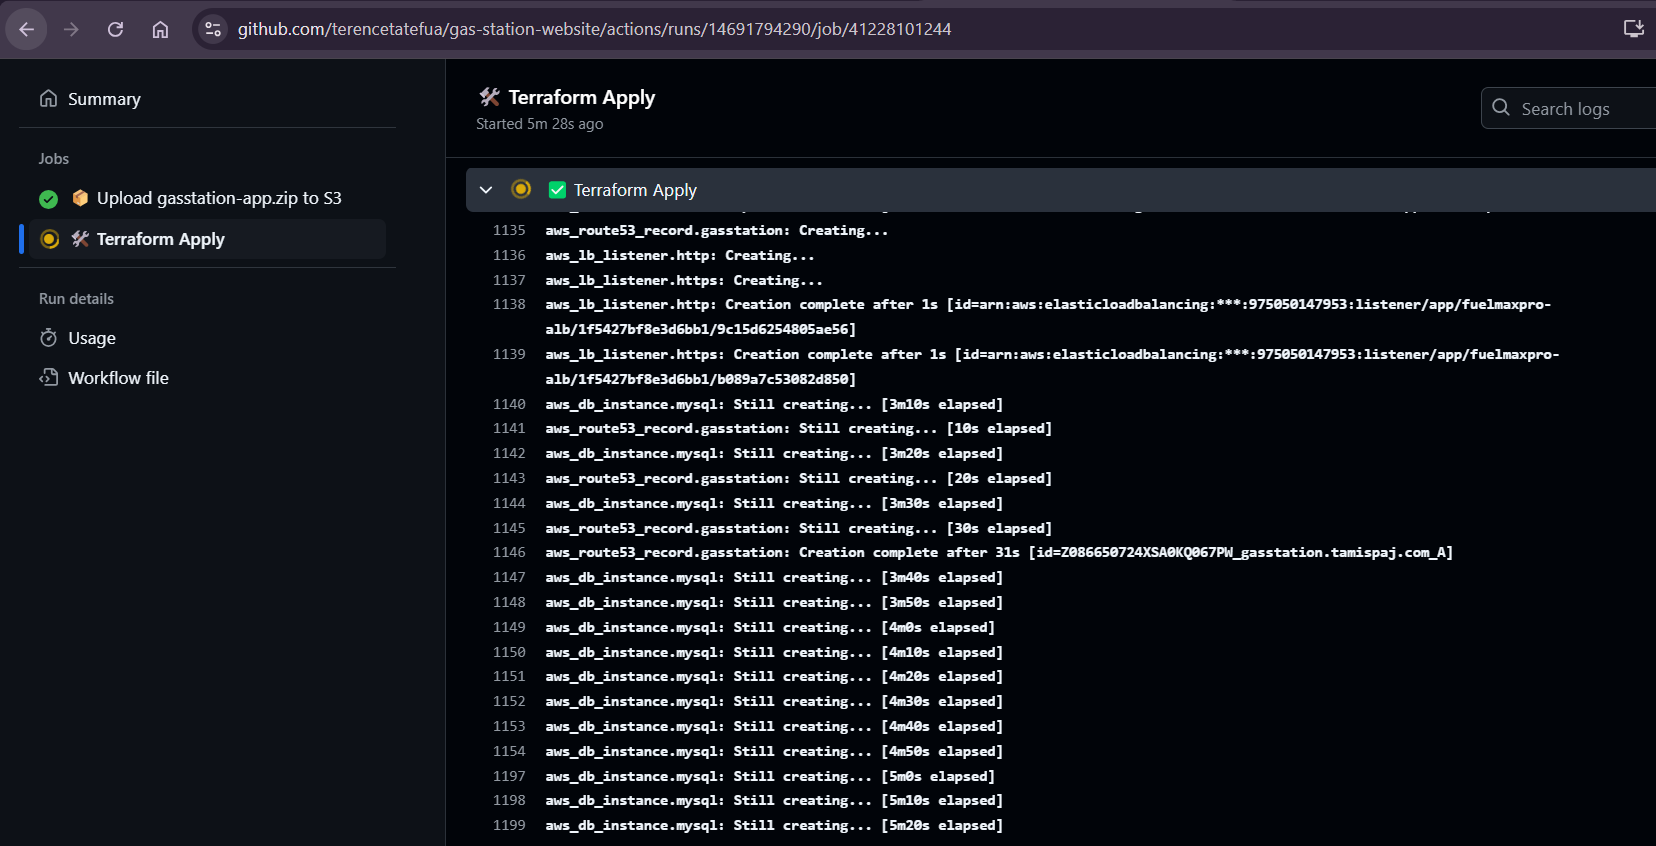 github.com/terencetatefua/gas-station-website/actions/runs/14691794290/job/41228101244
Summary
Jobs
Upload gasstation-app.zip to S3
Terraform Apply
Run details
Usage
Workflow file
Terraform Apply
Started 5m 28s ago
Search logs
Terraform Apply
1135 aws_route53_record.gasstation: Creating...
1136 aws_lb_listener.http: Creating...
1137 aws_lb_listener.https: Creating...
1138 aws_lb_listener.http: Creation complete after 1s [id=arn:aws:elasticloadbalancing:***:975050147953:listener/app/fuelmaxpro-
alb/1f5427bf8e3d6bb1/9c15d6254805ae56]
1139 aws_lb_listener.https: Creation complete after 1s [id=arn:aws:elasticloadbalancing:***:975050147953:listener/app/fuelmaxpro-
alb/1f5427bf8e3d6bb1/b089a7c53082d850]
1140 aws_db_instance.mysql: Still creating... [3m10s elapsed]
1141 aws_route53_record.gasstation: Still creating... [10s elapsed]
1142 aws_db_instance.mysql: Still creating... [3m20s elapsed]
1143 aws_route53_record.gasstation: Still creating... [20s elapsed]
1144 aws_db_instance.mysql: Still creating... [3m30s elapsed]
1145 aws_route53_record.gasstation: Still creating... [30s elapsed]
1146 aws_route53_record.gasstation: Creation complete after 31s [id=Z086650724XSA0KQ067PW_gasstation.tamispaj.com_A]
1147 aws_db_instance.mysql: Still creating... [3m40s elapsed]
1148 aws_db_instance.mysql: Still creating... [3m50s elapsed]
1149 aws_db_instance.mysql: Still creating... [4m0s elapsed]
1150 aws_db_instance.mysql: Still creating... [4m10s elapsed]
1151 aws_db_instance.mysql: Still creating... [4m20s elapsed]
1152 aws_db_instance.mysql: Still creating... [4m30s elapsed]
1153 aws_db_instance.mysql: Still creating... [4m40s elapsed]
1154 aws_db_instance.mysql: Still creating... [4m50s elapsed]
1197 aws_db_instance.mysql: Still creating... [5m0s elapsed]
1198 aws_db_instance.mysql: Still creating... [5m10s elapsed]
1199 aws_db_instance.mysql: Still creating... [5m20s elapsed]